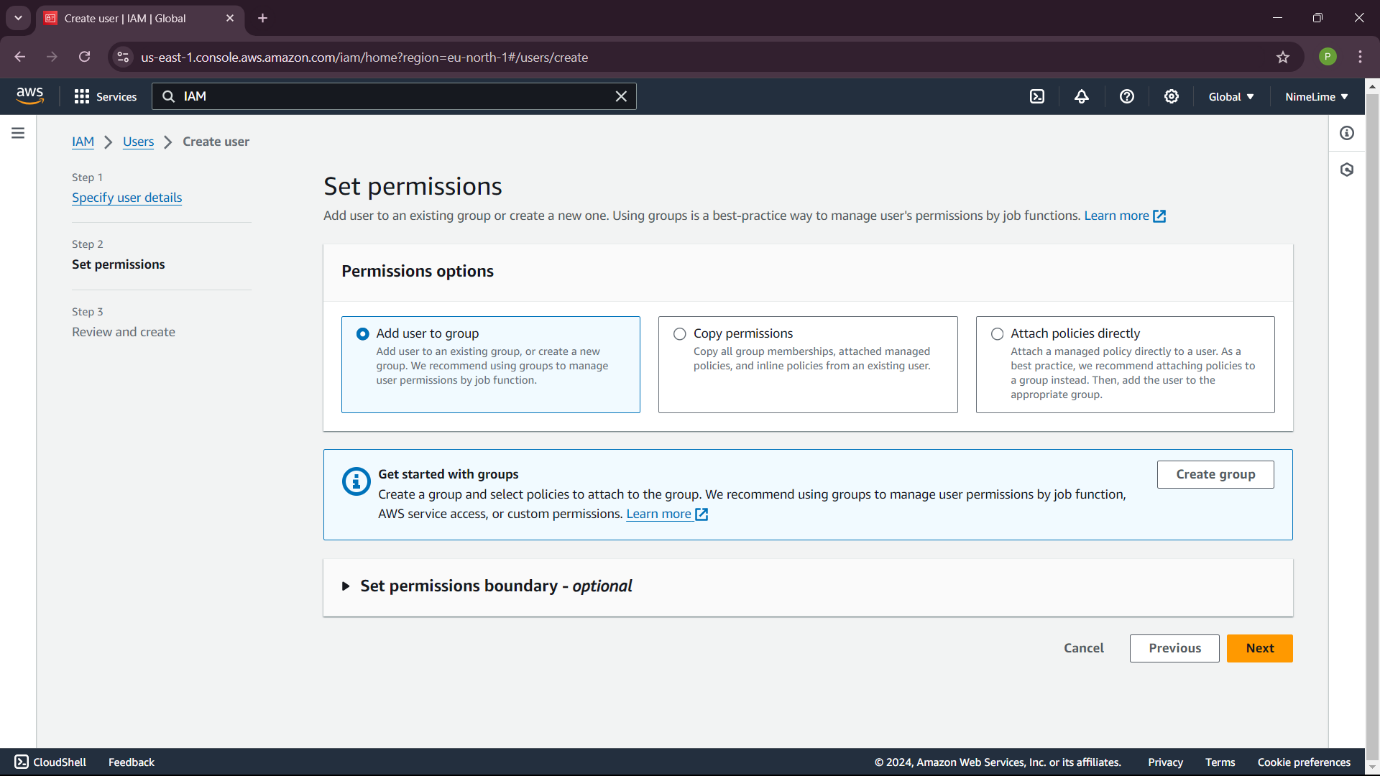 Create user | IAM | Global
us-east-1.console.aws.amazon.com/iam/home?region=eu-north-1#/users/create
P
aws
Services
IAM
Global
NimeLime
IAM
Users
Create user
Step 1
Specify user details
Step 2
Set permissions
Step 3
Review and create
Set permissions
Add user to an existing group or create a new one. Using groups is a best-practice way to manage user's permissions by job functions. Learn more
Permissions options
Add user to group
Add user to an existing group, or create a new
group. We recommend using groups to manage
user permissions by job function.
Copy permissions
Copy all group memberships, attached managed
policies, and inline policies from an existing user.
Attach policies directly
Attach a managed policy directly to a user. As a
best practice, we recommend attaching policies to
a group instead. Then, add the user to the
appropriate group.
Get started with groups
Create a group and select policies to attach to the group. We recommend using groups to manage user permissions by job function,
AWS service access, or custom permissions. Learn more
Create group
Set permissions boundary - optional
Cancel
Previous
Next
CloudShell
Feedback
© 2024, Amazon Web Services, Inc. or its affiliates.
Privacy
Terms
Cookie preferences